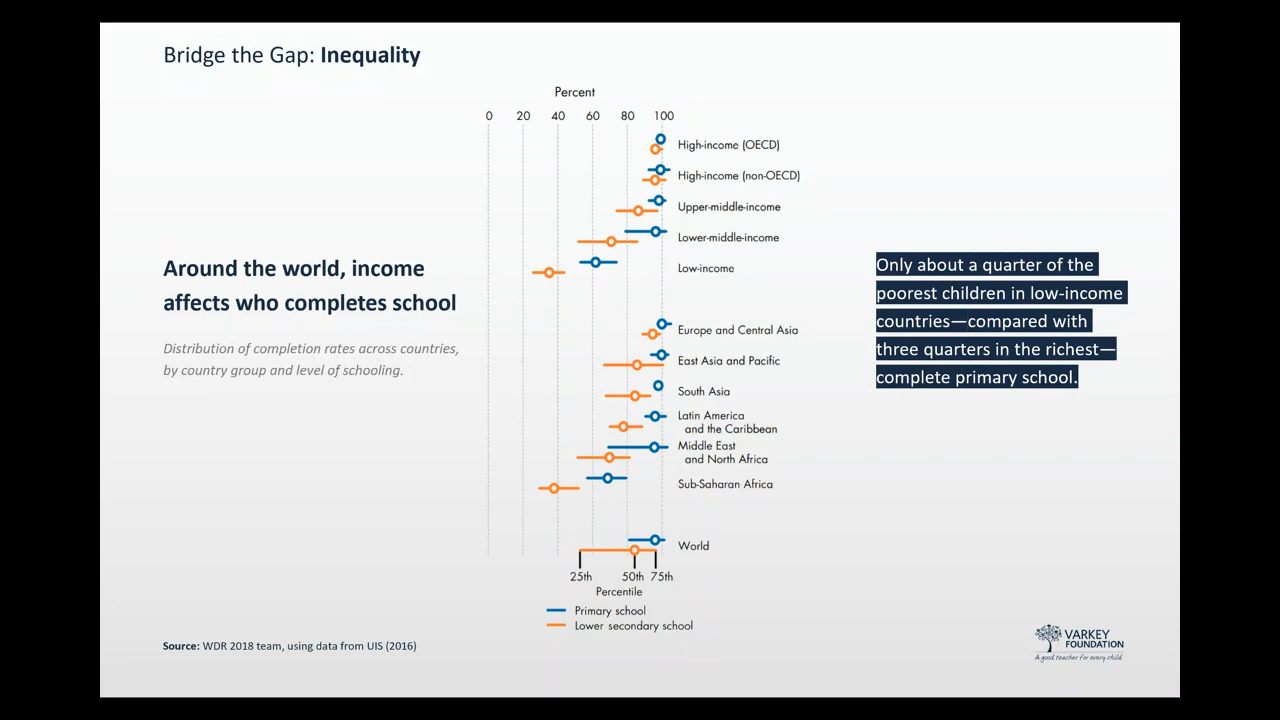 Bridge the Gap: Inequality
Percent
0 20 40 60 80 100
High-income (OECD)
High-income (non-OECD)
Upper-middle-income
Lower-middle-income
Low-income
Europe and Central Asia
East Asia and Pacific
South Asia
Latin America
and the Caribbean
Middle East
and North Africa
Sub-Saharan Africa
World
25th 50th 75th
Percentile
Primary school
Lower secondary school
Around the world, income
affects who completes school
Distribution of completion rates across countries,
by country group and level of schooling.
Only about a quarter of the
poorest children in low-income
countries—compared with
three quarters in the richest—
complete primary school.
Source: WDR 2018 team, using data from UIS (2016)
VARKEY
FOUNDATION
A good teacher for every child